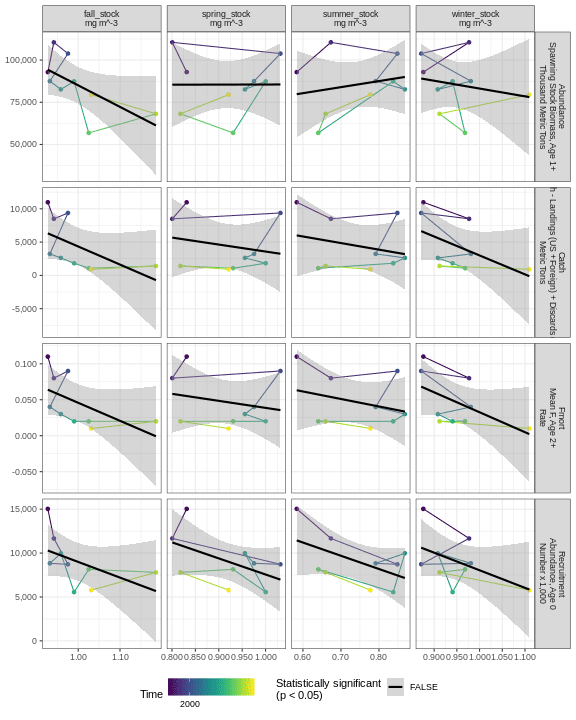 fall_stock
mg m^-3
spring_stock
mg m^-3
summer_stock
mg m^-3
winter_stock
mg m^-3
100,000
75,000
50,000
Abundance
Spawning Stock Biomass, Age 1+
Thousand Metric Tons
10,000
5,000
0
-5,000
Catch
h - Landings (US +Foreign) + Discards
Metric Tons
0.100
0.050
0.000
-0.050
Fmort
Mean F, Age 2+
Rate
15,000
10,000
5,000
0
Recruitment
Abundance, Age 0
Number x 1,000
1.00 1.10
0.800 0.850 0.900 0.950 1.000
0.60 0.70 0.80
0.900 0.950 1.000 1.050 1.100
Time
2000
Statistically significant
(p < 0.05)
FALSE